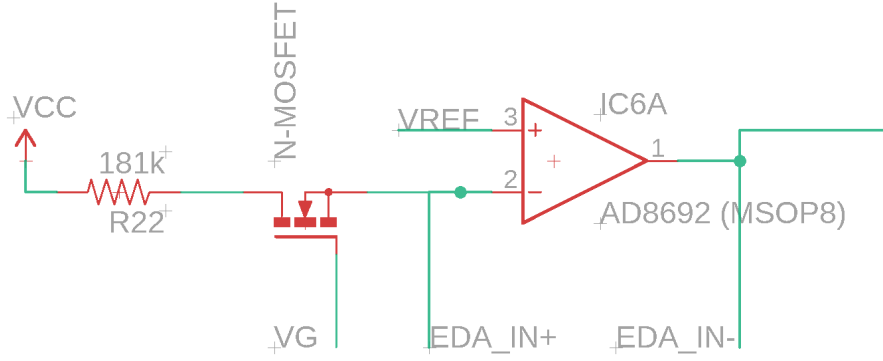 N-MOSFET
VCC
181k
R22
VREF
3
2
1
IC6A
AD8692 (MSOP8)
VG
EDA_IN+
EDA_IN-